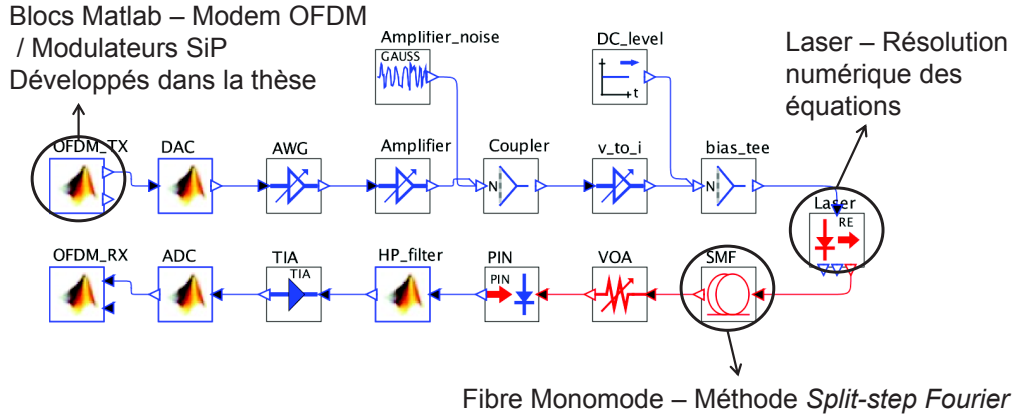 Blocs Matlab – Modem OFDM
/ Modulateurs SiP
Développés dans la thèse
Laser – Résolution
numérique des
équations
Amplifier_noise
GAUSS
DC_level
t
OFDM_TX
DAC
AWG
Amplifier
Coupler
N
v_to_i
bias_tee
N
Laser
RE
OFDM_RX
ADC
TIA
TIA
HP_filter
PIN
PIN
VOA
SMF
Fibre Monomode – Méthode Split-step Fourier